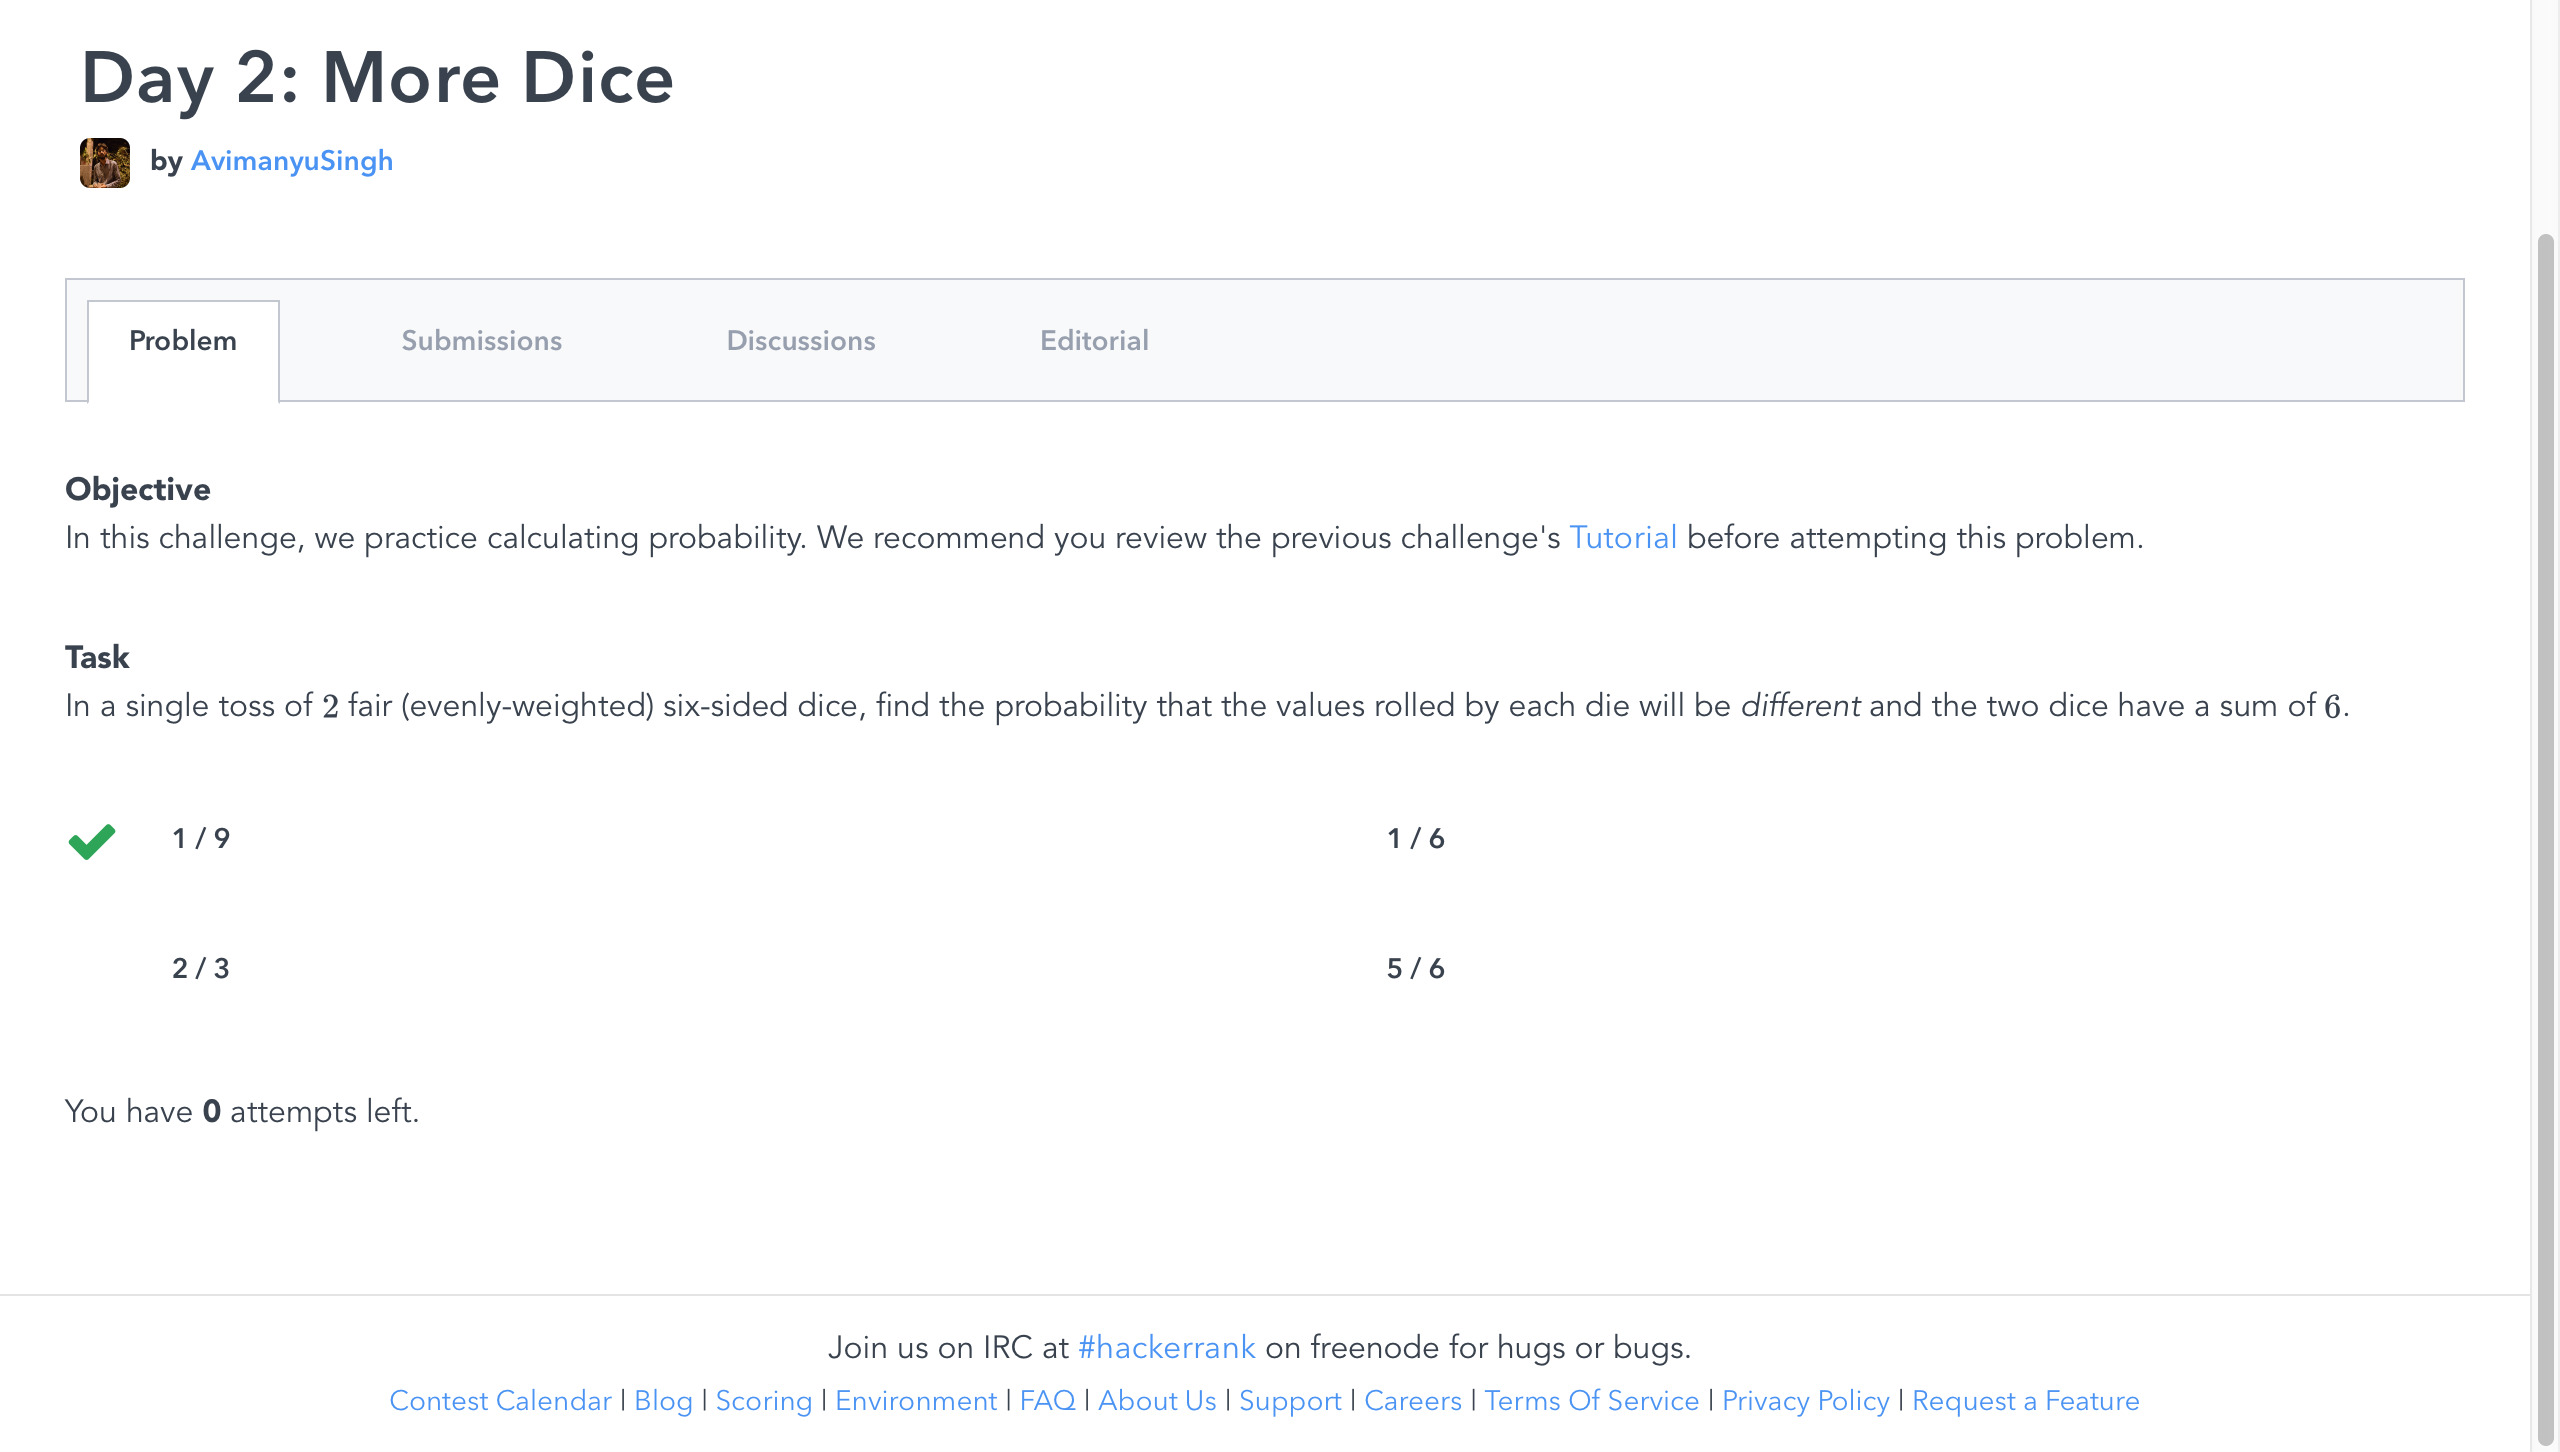 Day 2: More Dice
by AvimanyuSingh
Problem Submissions Discussions Editorial
Objective
In this challenge, we practice calculating probability. We recommend you review the previous challenge's Tutorial before attempting this problem.
Task
In a single toss of 2 fair (evenly-weighted) six-sided dice, find the probability that the values rolled by each die will be different and the two dice have a sum of 6.
1 / 9 1 / 6
2 / 3 5 / 6
You have 0 attempts left.
Join us on IRC at #hackerrank on freenode for hugs or bugs.
Contest Calendar | Blog | Scoring | Environment | FAQ | About Us | Support | Careers | Terms Of Service | Privacy Policy | Request a Feature